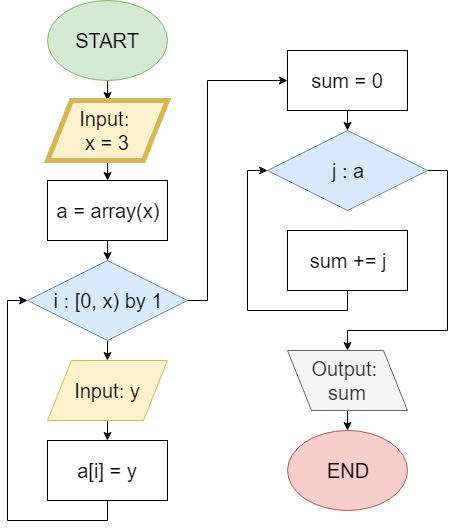 START
Input:
x = 3
a = array(x)
i : [0, x) by 1
Input: y
a[i] = y
sum = 0
j : a
sum += j
Output:
sum
END